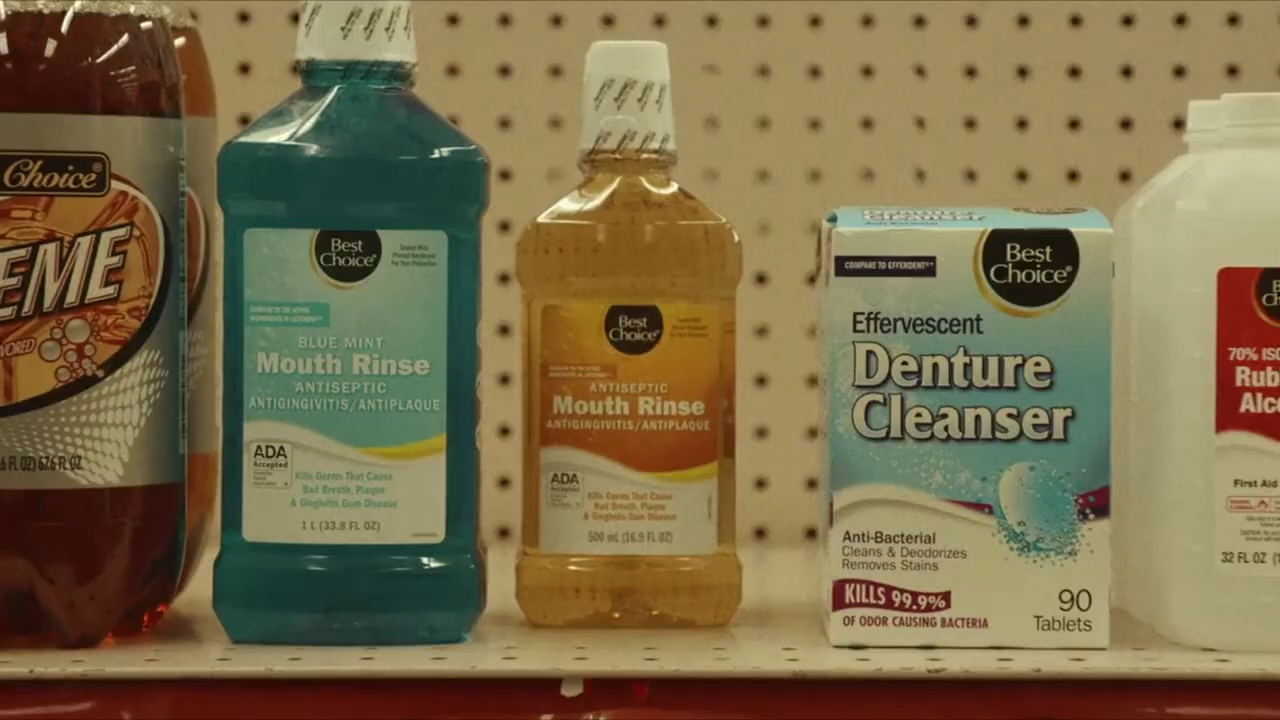 Choice
EME
VORED
6 FL OZ) 67.6 FL OZ
Best
Choice
BLUE MINT
Mouth Rinse
ANTISEPTIC
ANTIGINGIVITIS/ANTIPLAQUE
ADA
Accepted
Kills Germs That Cause
Bad Breath, Plaque
& Gingivitis Gum Disease
1 L (33.8 FL OZ)
Best
Choice
ANTISEPTIC
Mouth Rinse
ANTIGINGIVITIS/ANTIPLAQUE
ADA
Accepted
Kills Germs That Cause
Bad Breath, Plaque
& Gingivitis Gum Disease
500 mL (16.9 FL OZ)
Denture
Cleanser
COMPARE TO EFFERDENT®*
Best
Choice®
Effervescent
Denture
Cleanser
Anti-Bacterial
Cleans & Deodorizes
Removes Stains
KILLS 99.9%
OF ODOR CAUSING BACTERIA
90
Tablets
70% ISO
Rub
Alco
First Aid
32 FL OZ (1